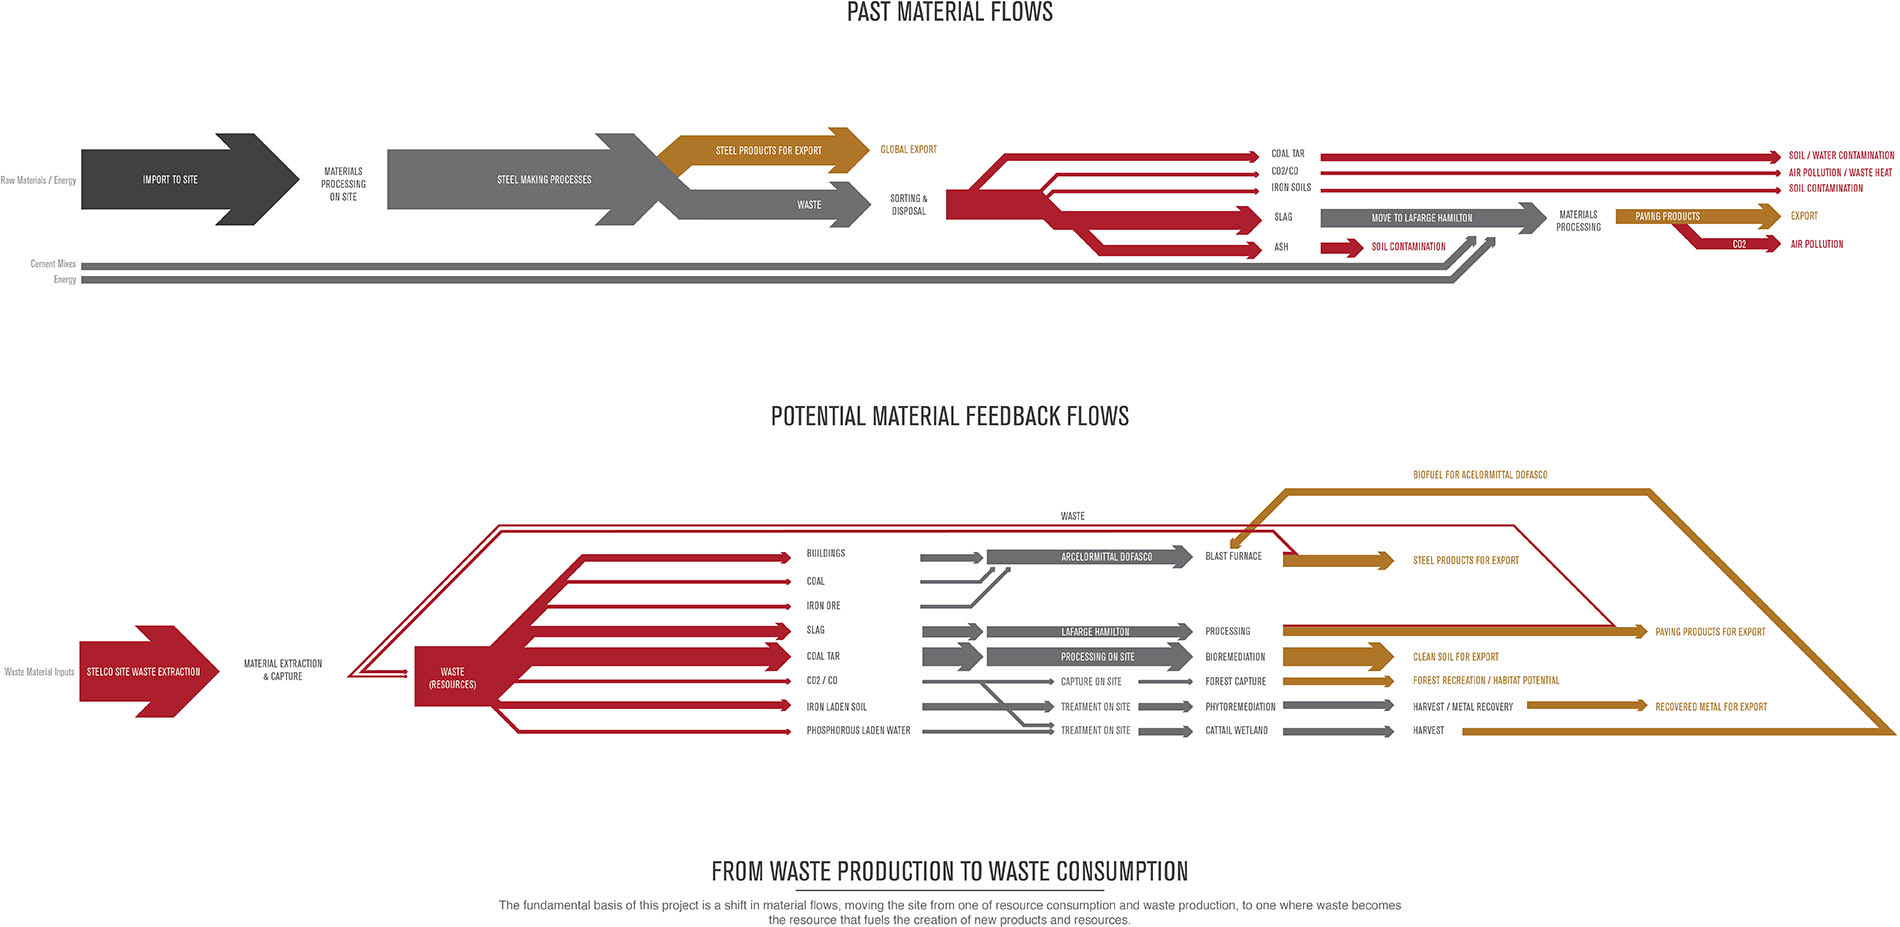 PAST MATERIAL FLOWS
Raw Materials / Energy
IMPORT TO SITE
MATERIALS
PROCESSING
ON SITE
STEEL MAKING PROCESSES
STEEL PRODUCTS FOR EXPORT
GLOBAL EXPORT
WASTE
SORTING &
DISPOSAL
COAL TAR
SOIL / WATER CONTAMINATION
CO2/CO
AIR POLLUTION / WASTE HEAT
IRON SOILS
SOIL CONTAMINATION
SLAG
MOVE TO LAFARGE HAMILTON
MATERIALS
PROCESSING
PAVING PRODUCTS
EXPORT
ASH
SOIL CONTAMINATION
CO2
AIR POLLUTION
Cement Mixes
Energy
POTENTIAL MATERIAL FEEDBACK FLOWS
BIOFUEL FOR ACELORMITTAL DOFASCO
WASTE
BUILDINGS
ARCELORMITTAL DOFASCO
BLAST FURNACE
STEEL PRODUCTS FOR EXPORT
COAL
IRON ORE
SLAG
LAFARGE HAMILTON
PROCESSING
PAVING PRODUCTS FOR EXPORT
Waste Material Inputs
STELCO SITE WASTE EXTRACTION
MATERIAL EXTRACTION
& CAPTURE
WASTE
(RESOURCES)
COAL TAR
PROCESSING ON SITE
BIOREMEDIATION
CLEAN SOIL FOR EXPORT
CO2 / CO
CAPTURE ON SITE
FOREST CAPTURE
FOREST RECREATION / HABITAT POTENTIAL
IRON LADEN SOIL
TREATMENT ON SITE
PHYTOREMEDIATION
HARVEST / METAL RECOVERY
RECOVERED METAL FOR EXPORT
PHOSPHOROUS LADEN WATER
TREATMENT ON SITE
CATTAIL WETLAND
HARVEST
FROM WASTE PRODUCTION TO WASTE CONSUMPTION
The fundamental basis of this project is a shift in material flows, moving the site from one of resource consumption and waste production, to one where waste becomes
the resource that fuels the creation of new products and resources.